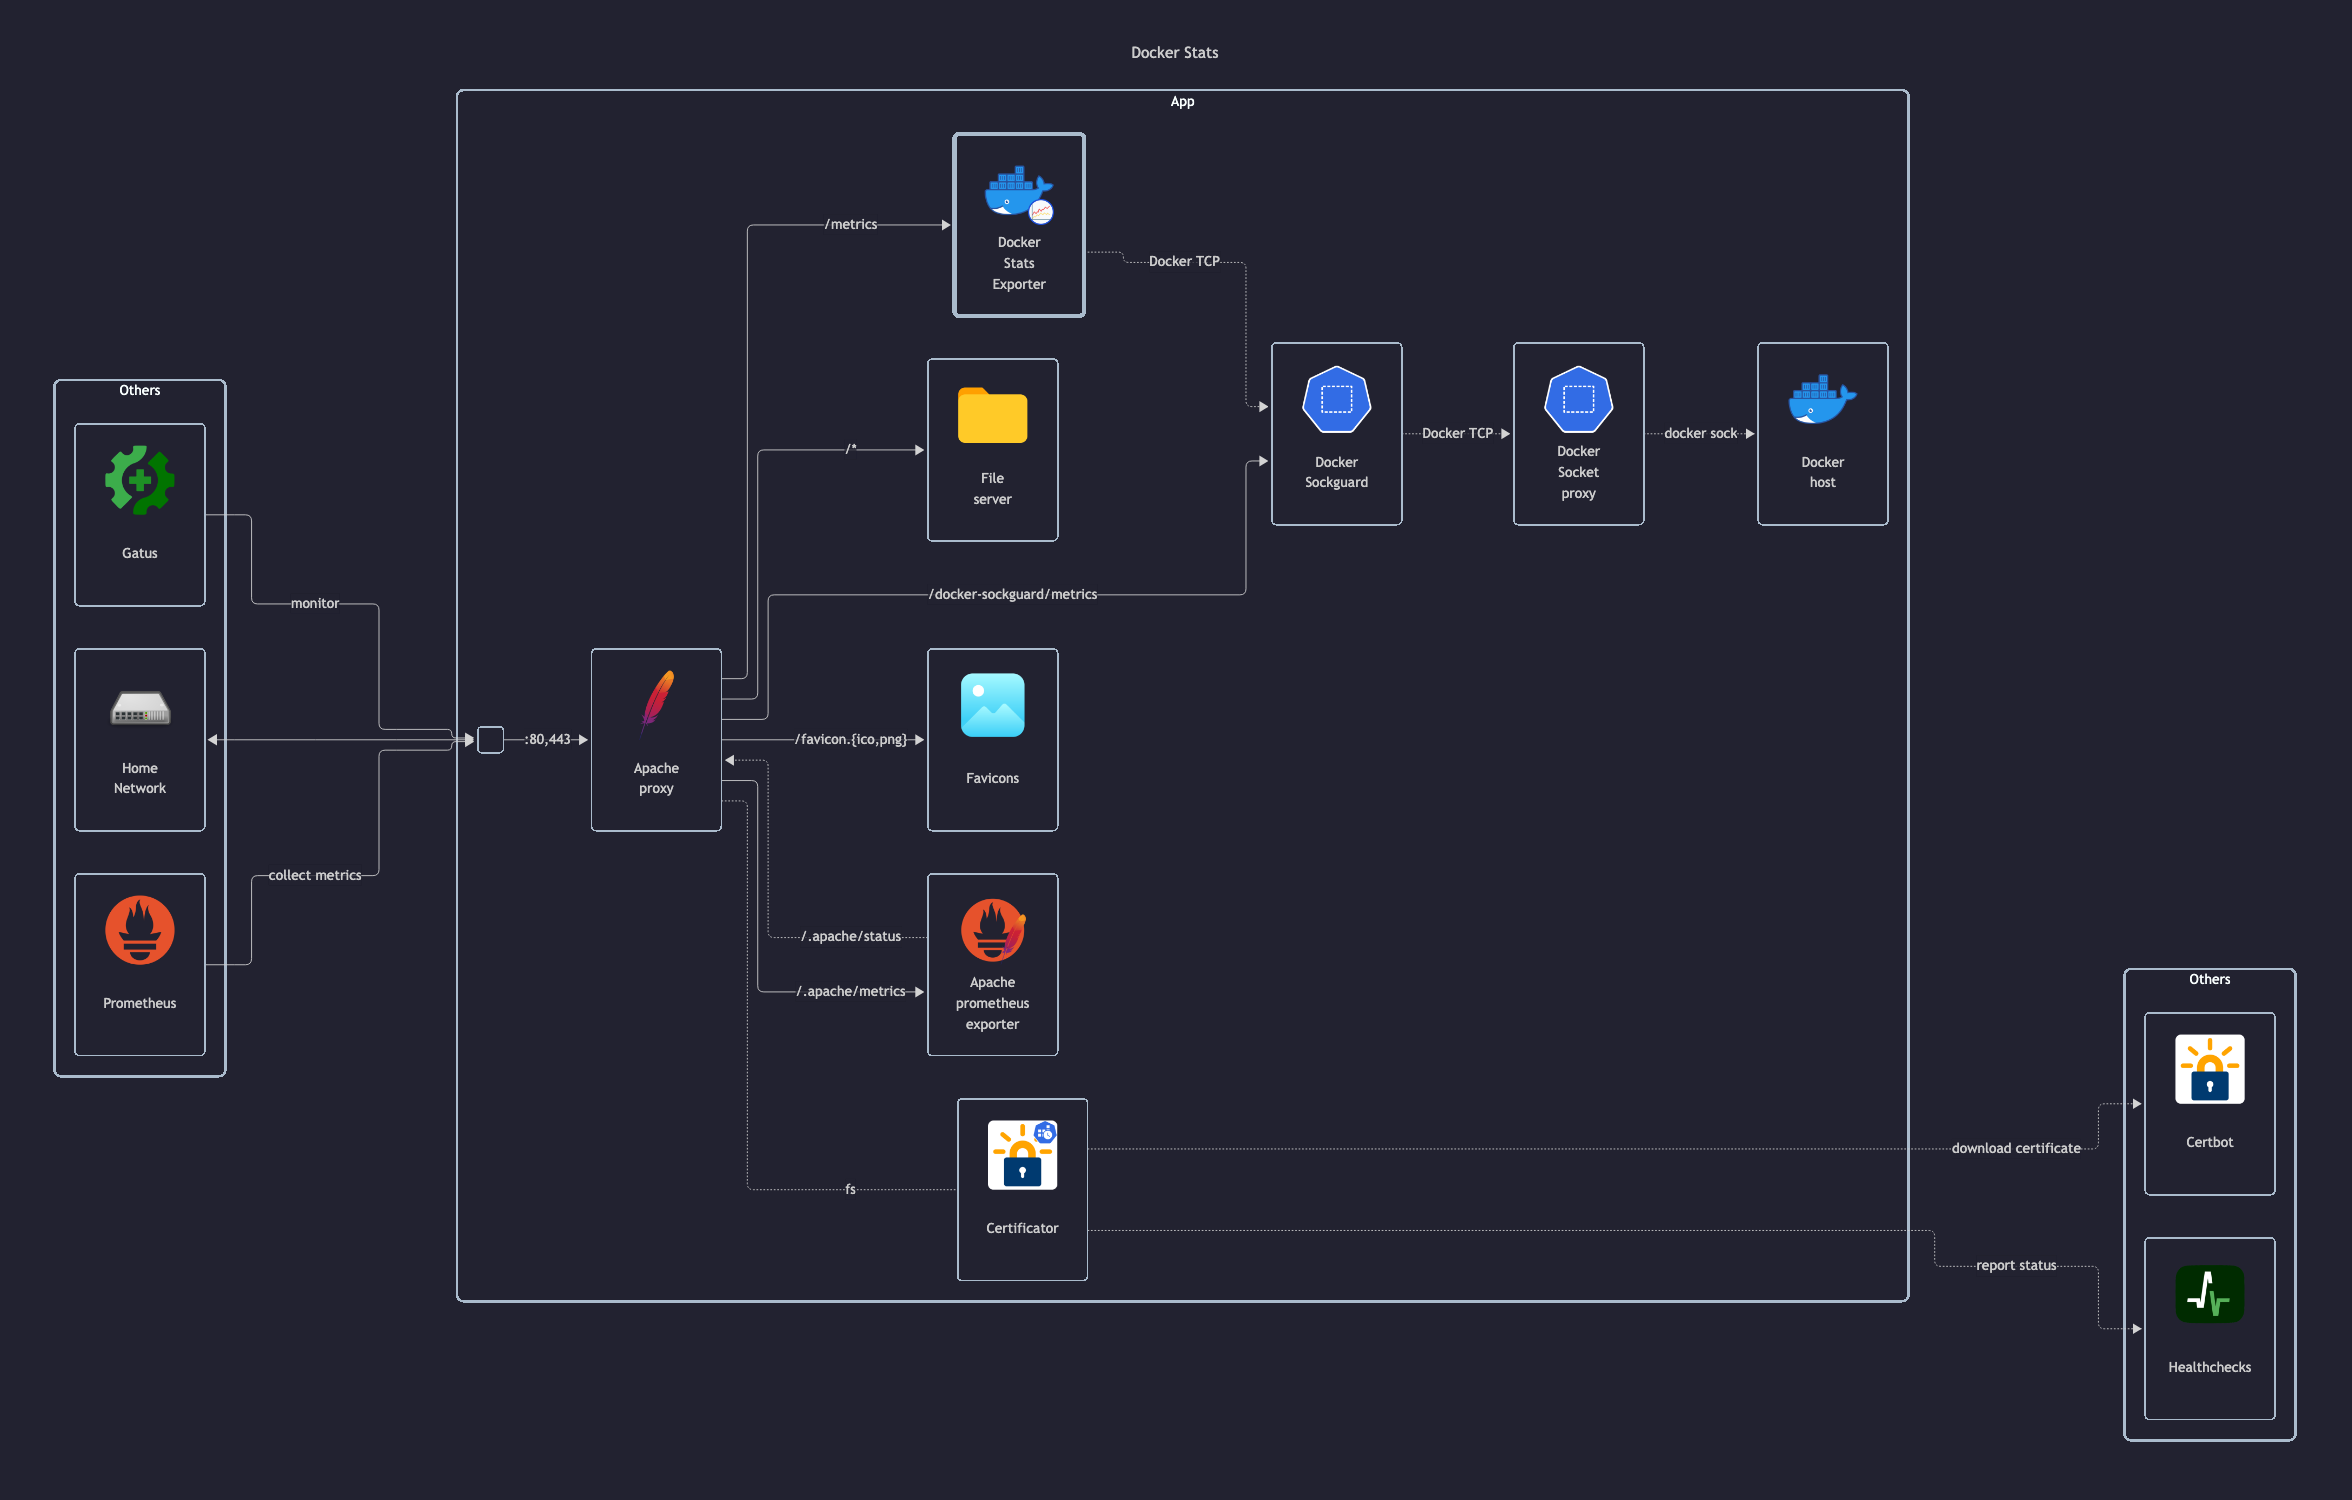 Docker Stats
App
Docker
Stats
Exporter
/metrics
Docker TCP
File
server
/*
Docker
Sockguard
Docker TCP
Docker
Socket
proxy
docker sock
Docker
host
Others
Gatus
monitor
/docker-sockguard/metrics
Home
Network
:80,443
Apache
proxy
/favicon.{ico,png}
Favicons
Prometheus
collect metrics
/.apache/status
/.apache/metrics
Apache
prometheus
exporter
fs
Certificator
download certificate
report status
Others
Certbot
Healthchecks